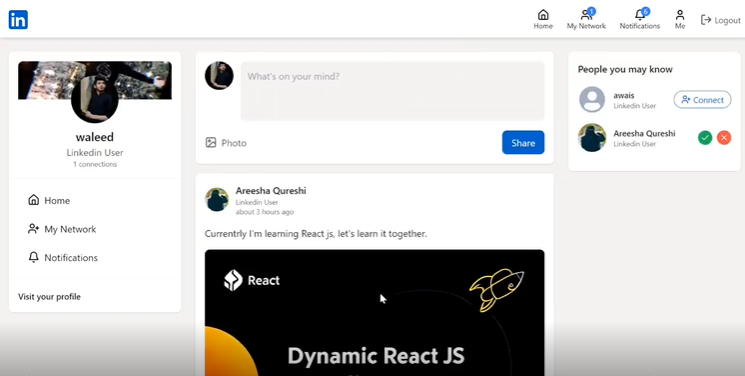 in
1
6
Home
My Network
Notifications
Me
Logout
waleed
Linkedin User
1 connections
Home
My Network
Notifications
Visit your profile
What's on your mind?
Photo
Share
Areesha Qureshi
Linkedin User
about 3 hours ago
Currentrly I'm learning React js, let's learn it together.
React
Dynamic React JS
People you may know
awais
Linkedin User
Connect
Areesha Qureshi
Linkedin User